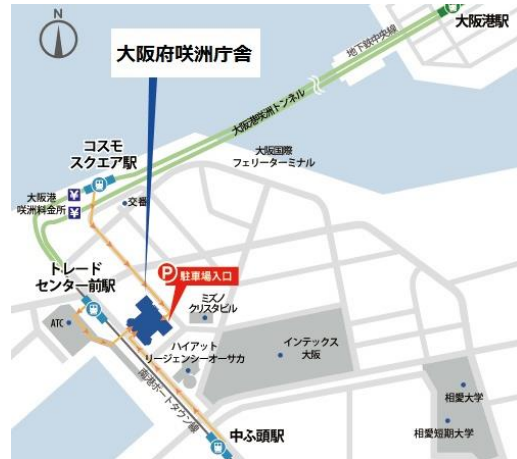 N
大阪港駅
大阪府咲洲庁舎
地下鉄中央線
大阪港咲洲トンネル
コスモ
スクエア駅
大阪国際
フェリーターミナル
大阪港
咲洲料金所
¥
¥
交番
トレード
センター前駅
P 駐車場入口
ミズノ
クリスタビル
ATC
ハイアット
リージェンシーオーサカ
インテックス
大阪
南港ポートタウン線
相愛大学
中ふ頭駅
相愛短期大学